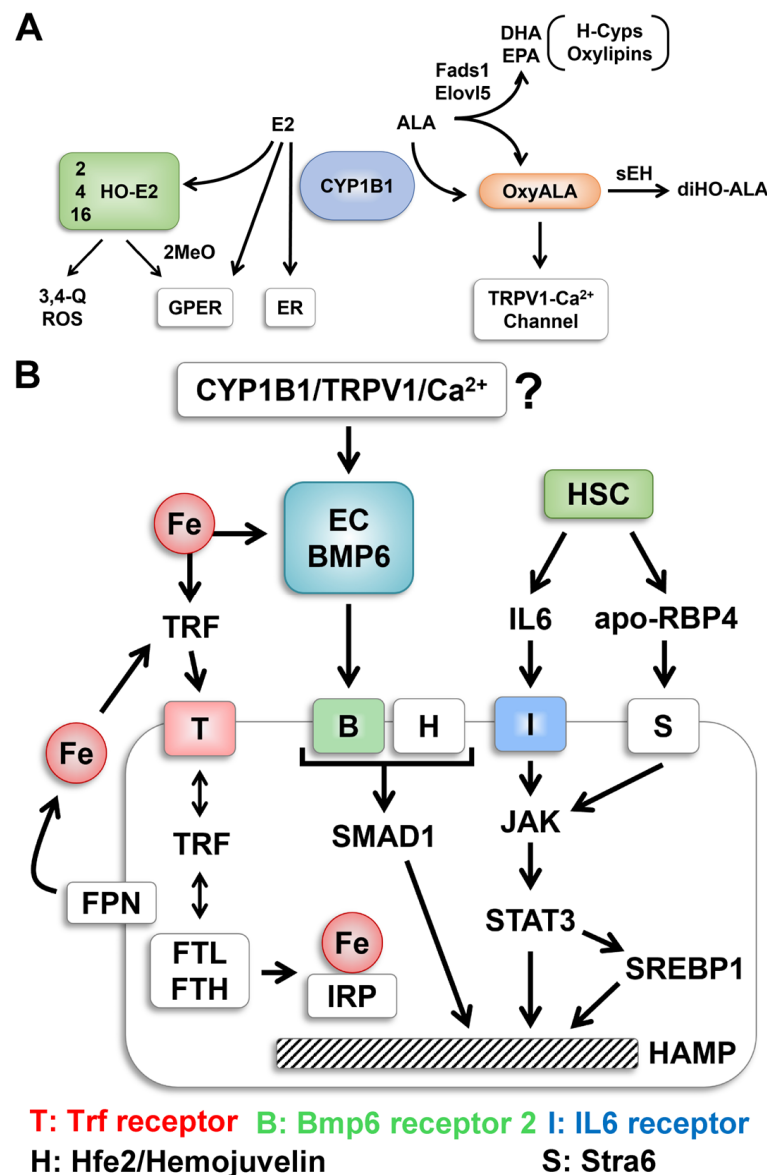 A
DHA
EPA
H-Cyps
Oxylipins
Fads1
Elovl5
E2
ALA
2
4
16
HO-E2
CYP1B1
OxyALA
sEH
diHO-ALA
2MeO
3,4-Q
ROS
GPER
ER
TRPV1-Ca²⁺
Channel
B
CYP1B1/TRPV1/Ca²⁺ ?
Fe
EC
BMP6
HSC
TRF
IL6
apo-RBP4
Fe
T
B
H
I
S
TRF
SMAD1
JAK
FPN
STAT3
FTL
FTH
Fe
IRP
SREBP1
HAMP
T: Trf receptor B: Bmp6 receptor 2 I: IL6 receptor
H: Hfe2/Hemojuvelin S: Stra6